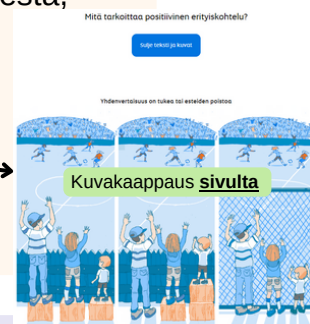 esta,
Mitä tarkoittaa positiivinen erityiskohtelu?
Sulje teksti ja kuvat
Yhdenvertaisuus on tukea tai esteiden poistoa
Kuvakaappaus sivulta